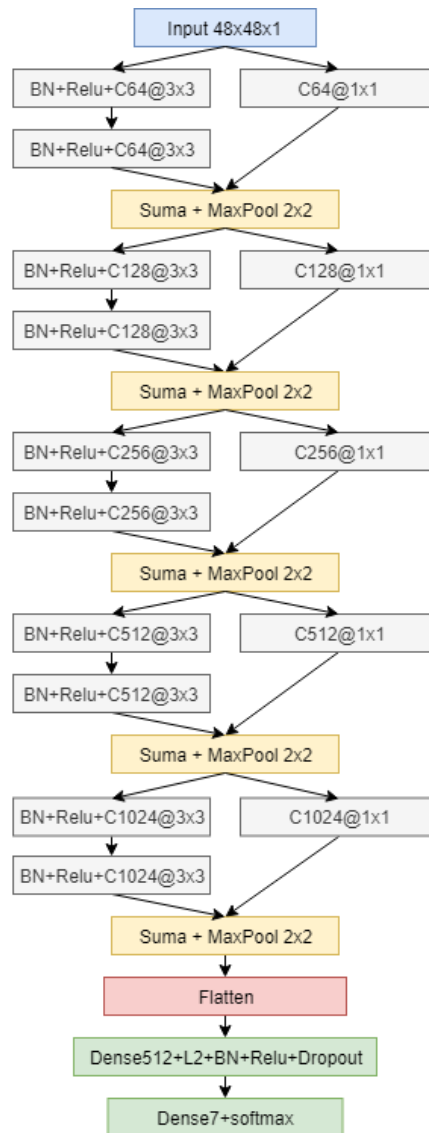 Input 48x48x1
BN+Relu+C64@3x3
C64@1x1
BN+Relu+C64@3x3
Suma + MaxPool 2x2
BN+Relu+C128@3x3
C128@1x1
BN+Relu+C128@3x3
Suma + MaxPool 2x2
BN+Relu+C256@3x3
C256@1x1
BN+Relu+C256@3x3
Suma + MaxPool 2x2
BN+Relu+C512@3x3
C512@1x1
BN+Relu+C512@3x3
Suma + MaxPool 2x2
BN+Relu+C1024@3x3
C1024@1x1
BN+Relu+C1024@3x3
Suma + MaxPool 2x2
Flatten
Dense512+L2+BN+Relu+Dropout
Dense7+softmax